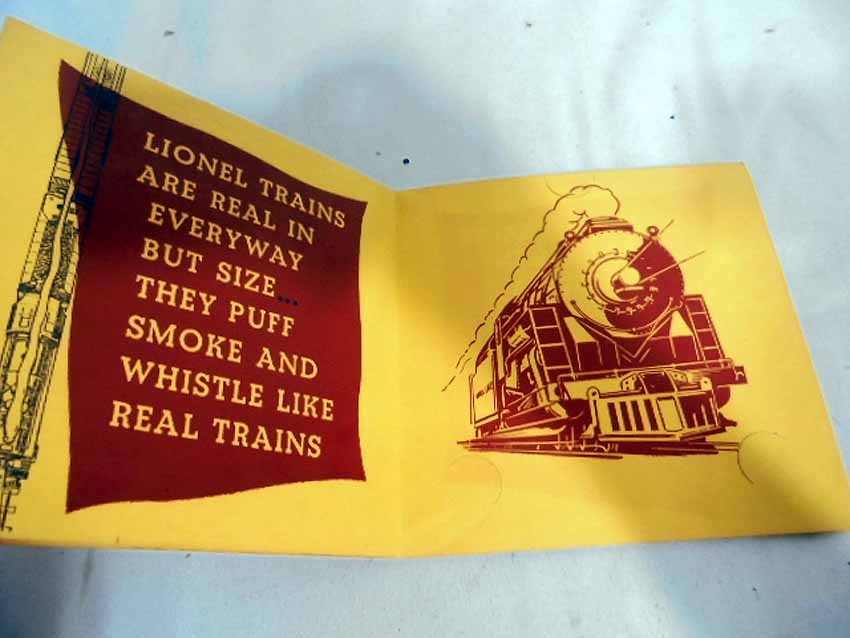 LIONEL TRAINS
ARE REAL IN
EVERYWAY
BUT SIZE...
THEY PUFF
SMOKE AND
WHISTLE LIKE
REAL TRAINS